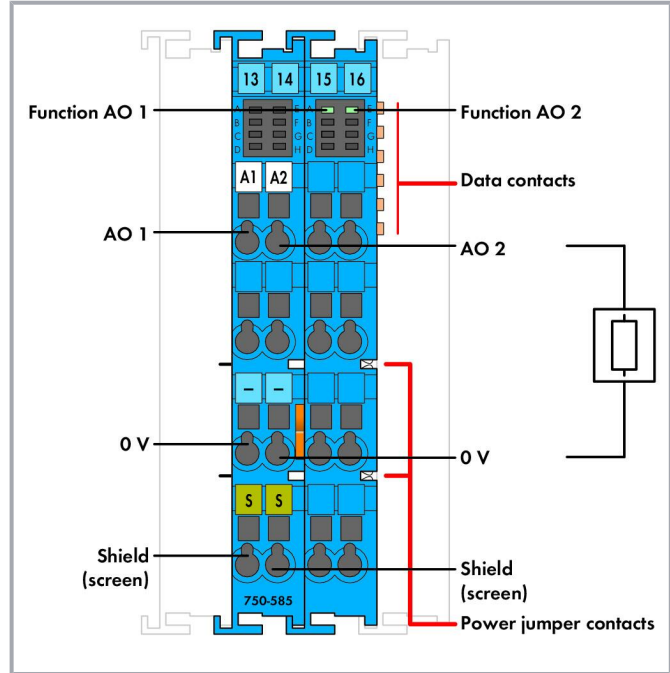 13 14 15 16
Function AO 1
Function AO 2
A E A E
B F B F
C G C G
D H D H
Data contacts
A1 A2
AO 1
AO 2
– –
0 V
0 V
S S
Shield
(screen)
Shield
(screen)
750-585
Power jumper contacts